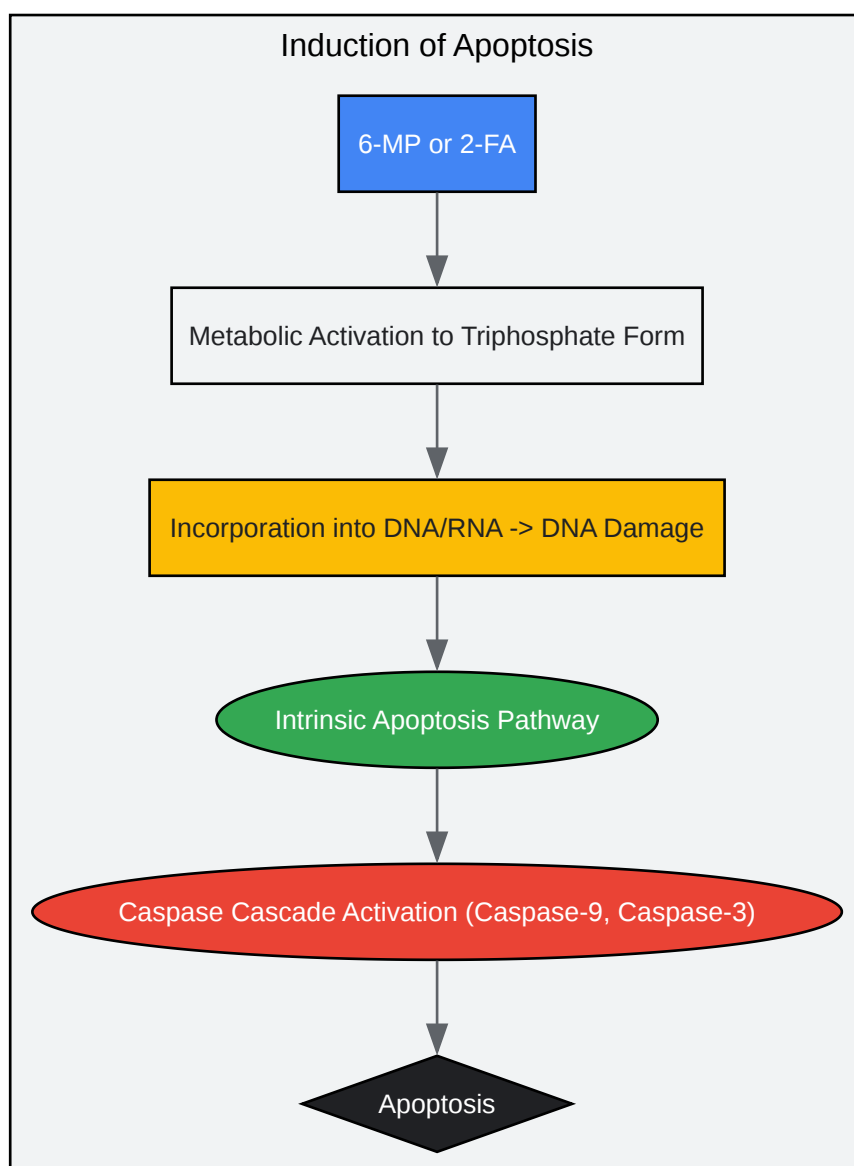 Induction of Apoptosis
6-MP or 2-FA
Metabolic Activation to Triphosphate Form
Incorporation into DNA/RNA -> DNA Damage
Intrinsic Apoptosis Pathway
Caspase Cascade Activation (Caspase-9, Caspase-3)
Apoptosis